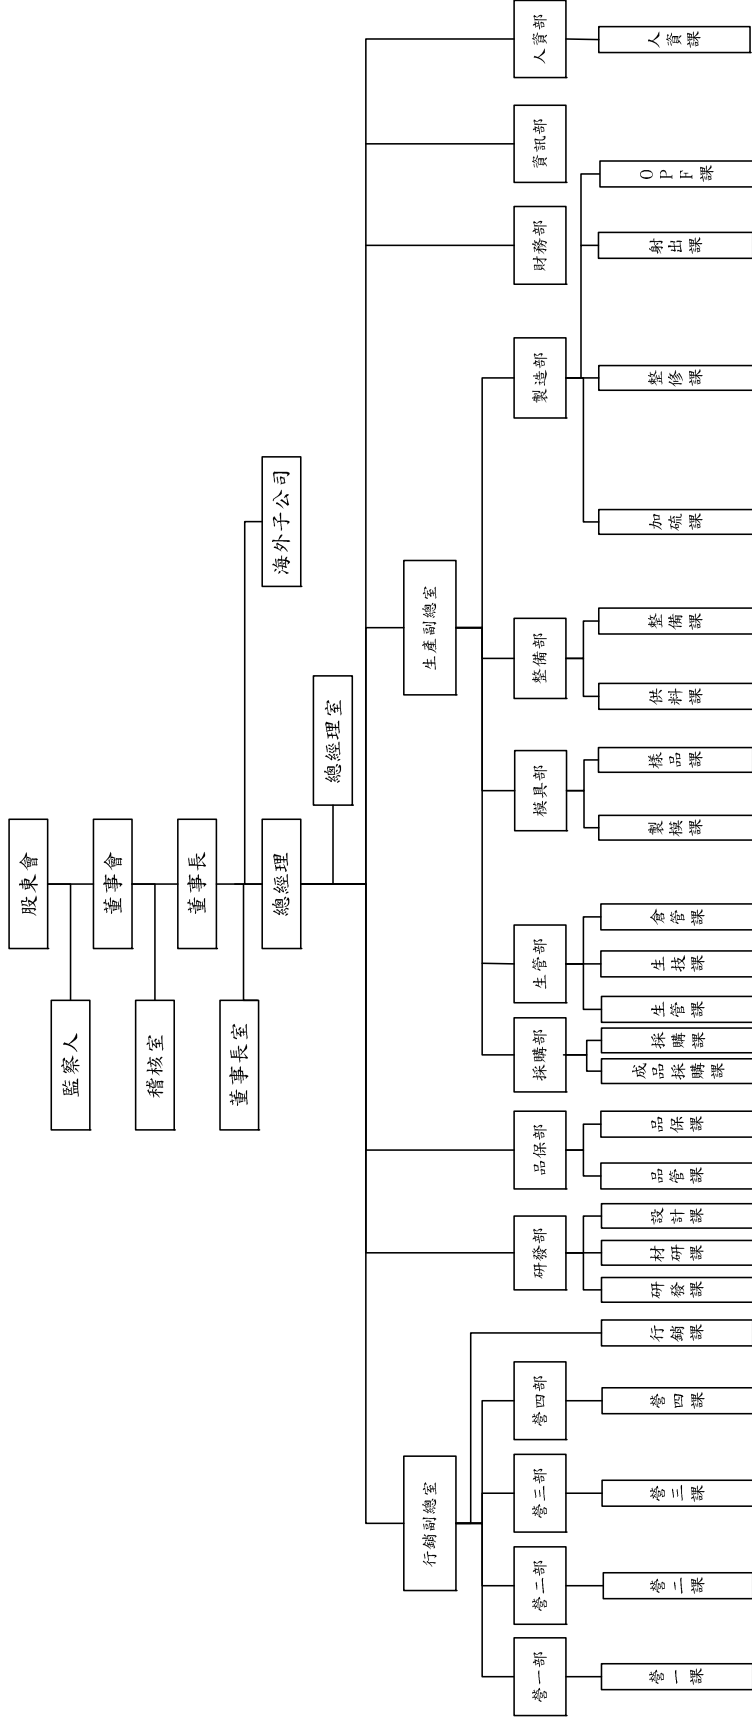 股東會
監察人
董事會
稽核室
董事長
董事長室
海外子公司
總經理
總經理室
行銷副總室
生產副總室
營一部
營二部
營三部
營四部
研發部
品保部
採購部
生管部
模具部
整備部
製造部
財務部
資訊部
人資部
營一課
營二課
營三課
營四課
行銷課
研發課
材研課
設計課
品管課
品保課
成品採購課
採購課
生管課
生技課
倉管課
製模課
樣品課
供料課
整備課
加硫課
整修課
射出課
OPF課
人資課